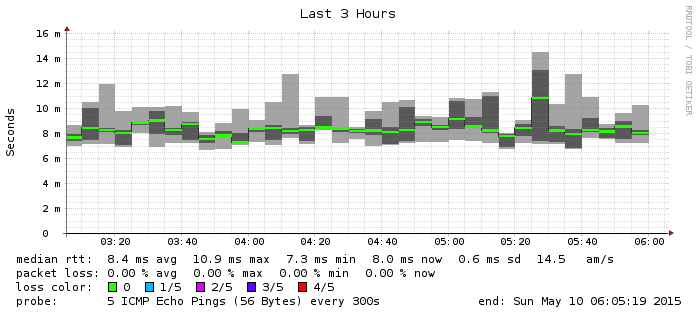 Last 3 Hours
RRDTOOL / TOBI OETIKER
Seconds
16 m
14 m
12 m
10 m
8 m
6 m
4 m
2 m
0
03:20 03:40 04:00 04:20 04:40 05:00 05:20 05:40 06:00
median rtt: 8.4 ms avg 10.9 ms max 7.3 ms min 8.0 ms now 0.6 ms sd 14.5 am/s
packet loss: 0.00 % avg 0.00 % max 0.00 % min 0.00 % now
loss color: 0 1/5 2/5 3/5 4/5
probe: 5 ICMP Echo Pings (56 Bytes) every 300s end: Sun May 10 06:05:19 2015